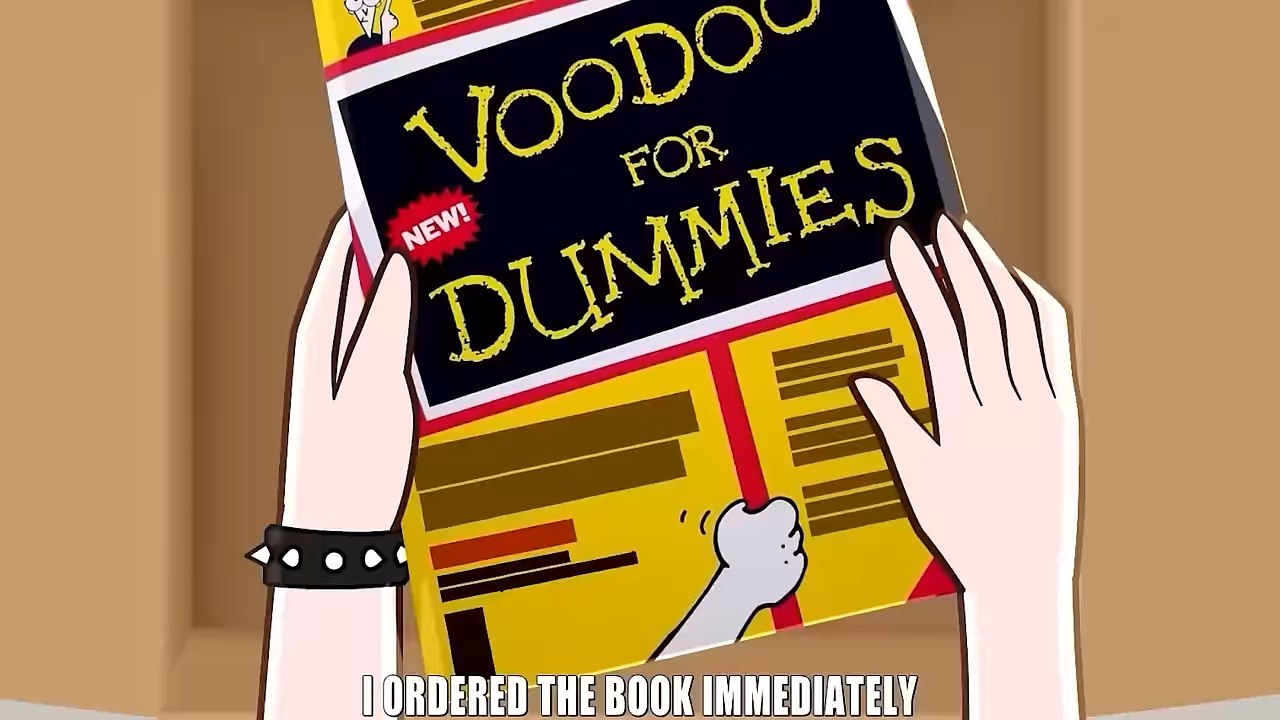 VOODOO
FOR
DUMMIES
NEW!
I ORDERED THE BOOK IMMEDIATELY